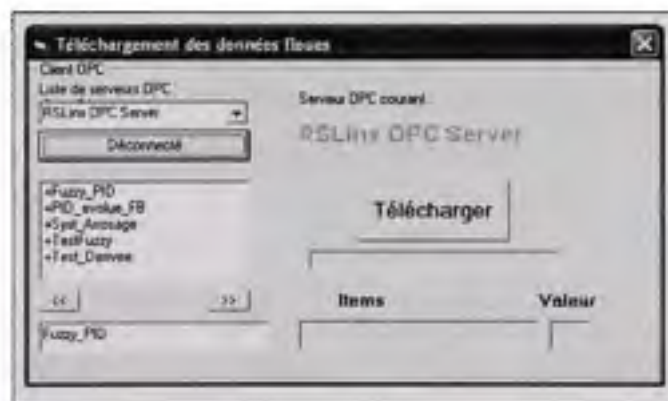 Téléchargement des données floues
Client OPC
Liste de serveurs OPC
RSLinx OPC Server
Déconnecté
+Fuzzy_PID
+PID_evolue_FB
+Syst_Arrosage
+TestFuzzy
+Test_Derivee
<<
>>
Fuzzy_PID
Serveur OPC courant
RSLinx OPC Server
Télécharger
Items
Valeur